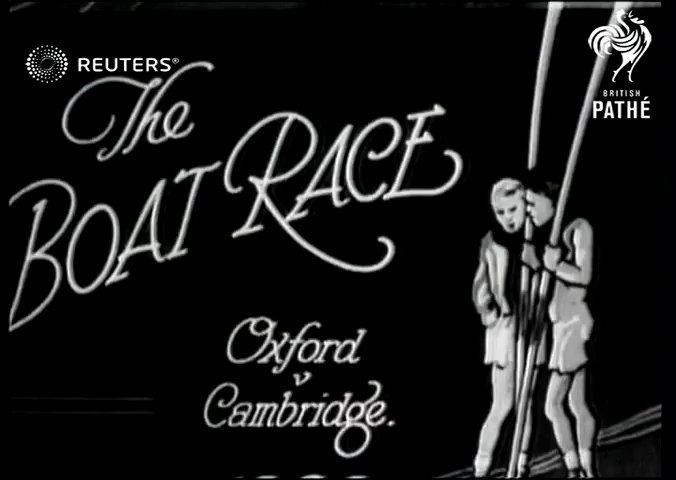 REUTERS®
BRITISH
PATHÉ
The
BOAT RACE
Oxford
v
Cambridge.